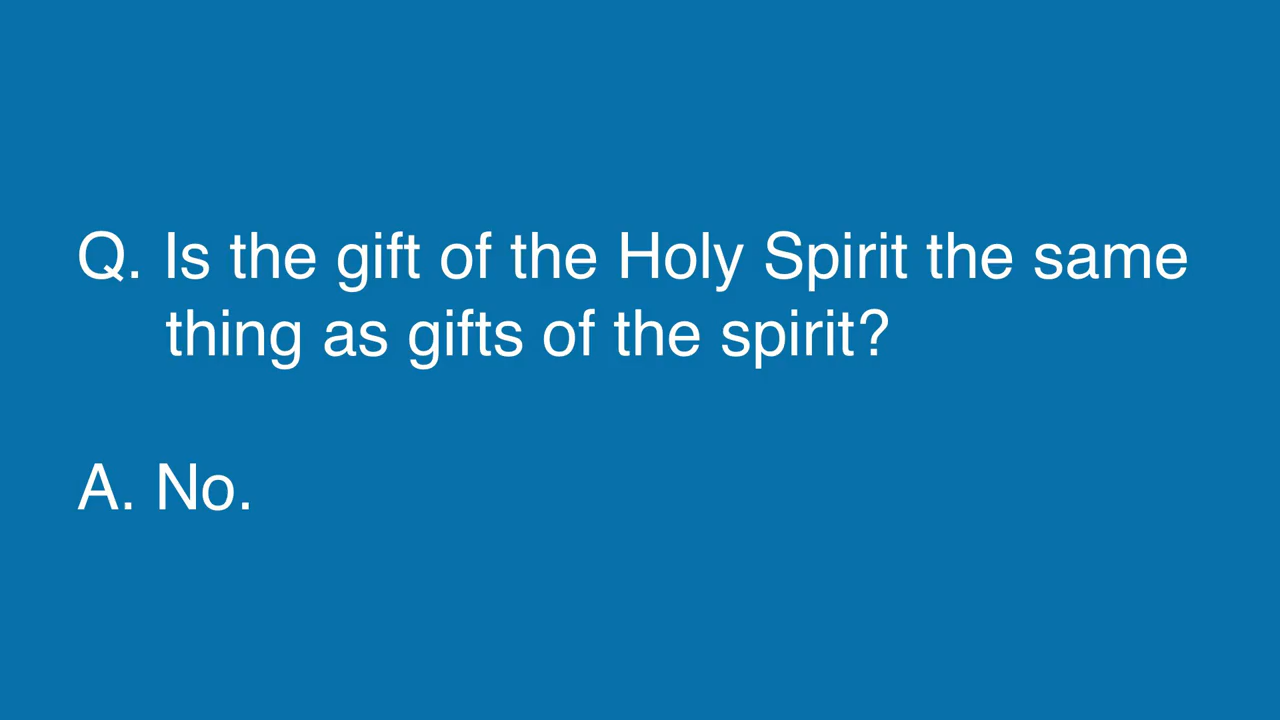 Q. Is the gift of the Holy Spirit the same
thing as gifts of the spirit?
A. No.